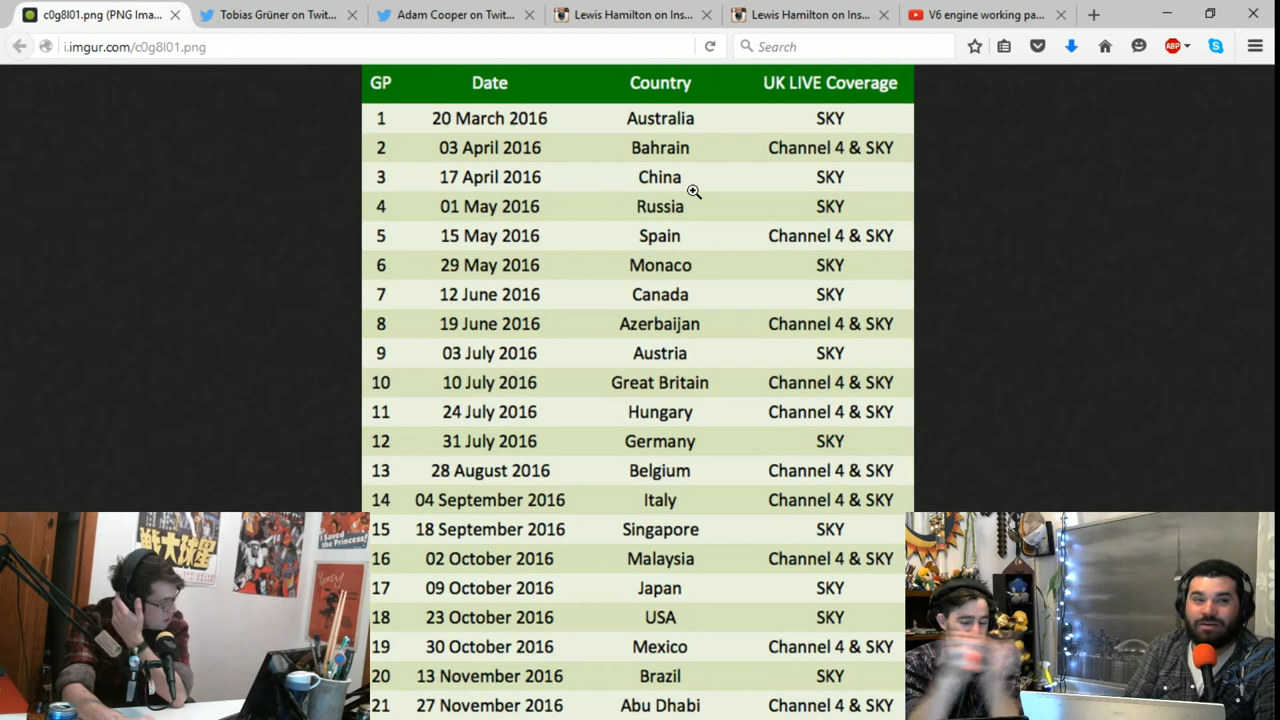 c0g8l01.png (PNG Ima...
Tobias Grüner on Twit...
Adam Cooper on Twit...
Lewis Hamilton on Ins...
Lewis Hamilton on Ins...
V6 engine working pa...
i.imgur.com/c0g8l01.png
Search
ABP
GP Date Country UK LIVE Coverage
1 20 March 2016 Australia SKY
2 03 April 2016 Bahrain Channel 4 & SKY
3 17 April 2016 China SKY
4 01 May 2016 Russia SKY
5 15 May 2016 Spain Channel 4 & SKY
6 29 May 2016 Monaco SKY
7 12 June 2016 Canada SKY
8 19 June 2016 Azerbaijan Channel 4 & SKY
9 03 July 2016 Austria SKY
10 10 July 2016 Great Britain Channel 4 & SKY
11 24 July 2016 Hungary Channel 4 & SKY
12 31 July 2016 Germany SKY
13 28 August 2016 Belgium Channel 4 & SKY
14 04 September 2016 Italy Channel 4 & SKY
15 18 September 2016 Singapore SKY
16 02 October 2016 Malaysia Channel 4 & SKY
17 09 October 2016 Japan SKY
18 23 October 2016 USA SKY
19 30 October 2016 Mexico Channel 4 & SKY
20 13 November 2016 Brazil SKY
21 27 November 2016 Abu Dhabi Channel 4 & SKY
I Saved
the Princess!